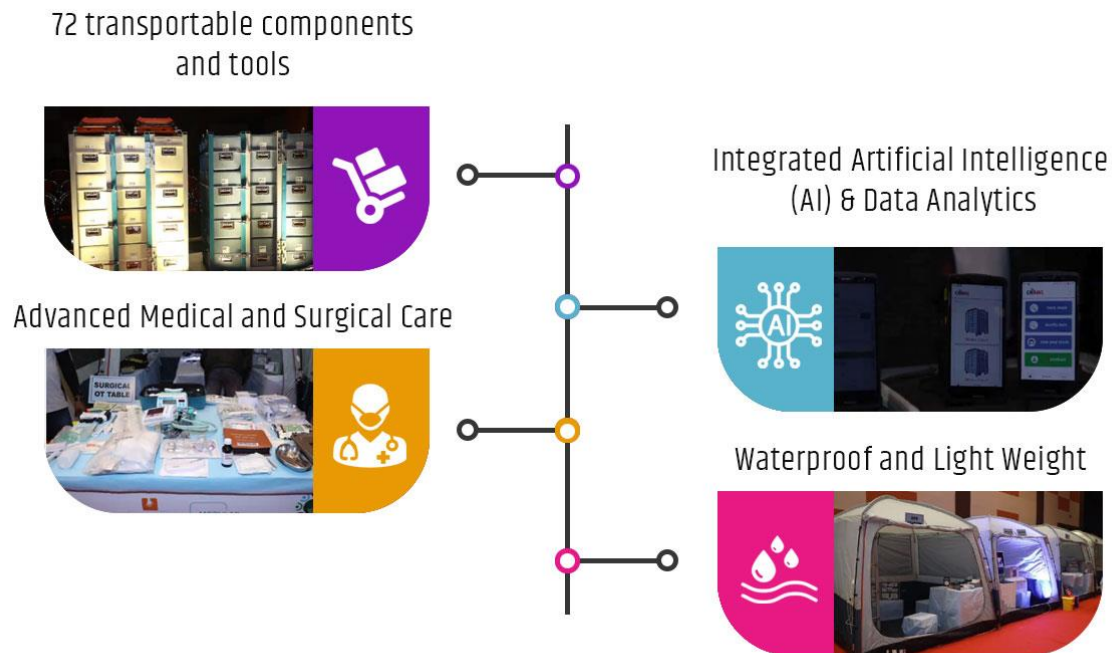 72 transportable components
and tools
Integrated Artificial Intelligence
(AI) & Data Analytics
AI
Advanced Medical and Surgical Care
SURGICAL
OT TABLE
Waterproof and Light Weight